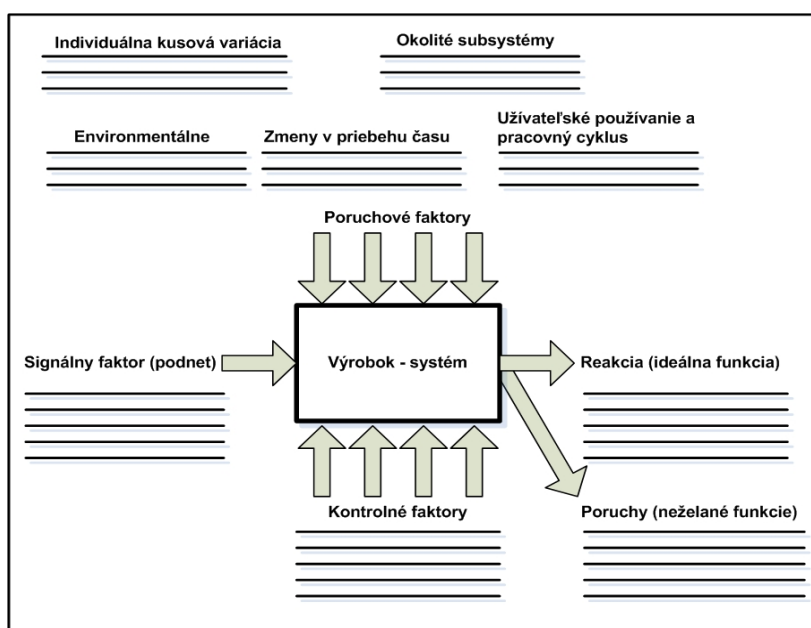 Individuálna kusová variácia
Okolité subsystémy
Environmentálne
Zmeny v priebehu času
Užívateľské používanie a
pracovný cyklus
Poruchové faktory
Signálny faktor (podnet)
Výrobok - systém
Reakcia (ideálna funkcia)
Kontrolné faktory
Poruchy (neželané funkcie)